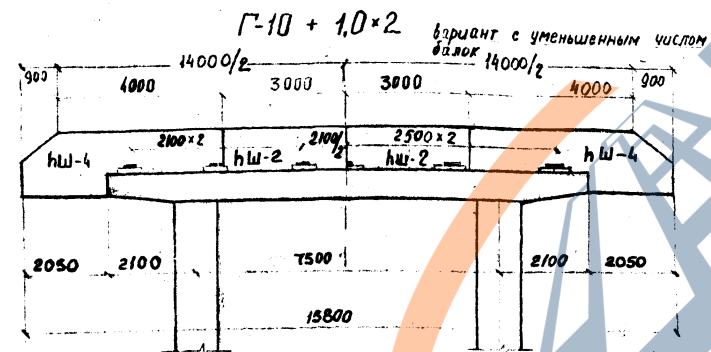 Г-10 + 1,0×2
вариант с уменьшенным числом
балок
900 14000/2 14000/2 900
4000 3000 3000 4000
2100×2 2100/2 2500×2
hШ-4 hШ-2 hШ-2 hШ-4
2050 2100 7500 2100 2050
15800